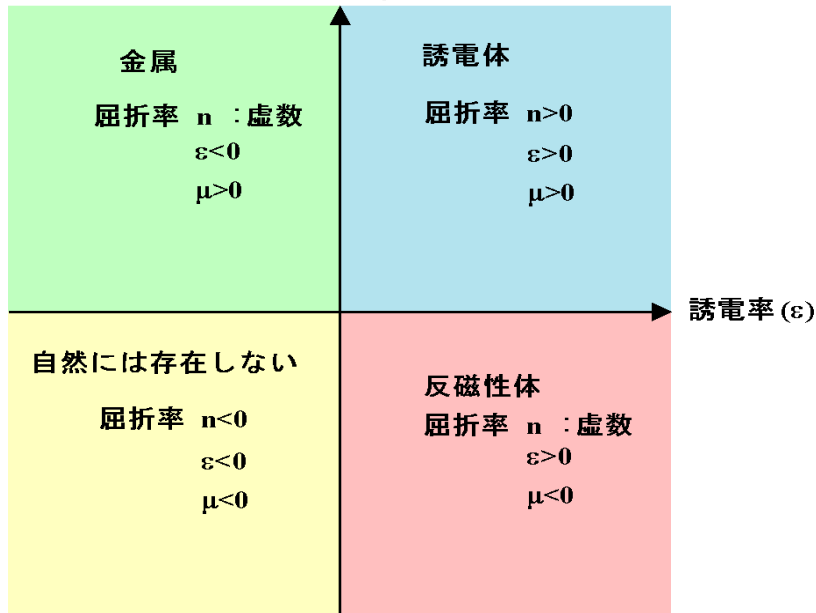 金属
屈折率 n :虚数
ε<0
μ>0
誘電体
屈折率 n>0
ε>0
μ>0
誘電率(ε)
自然には存在しない
屈折率 n<0
ε<0
μ<0
反磁性体
屈折率 n :虚数
ε>0
μ<0